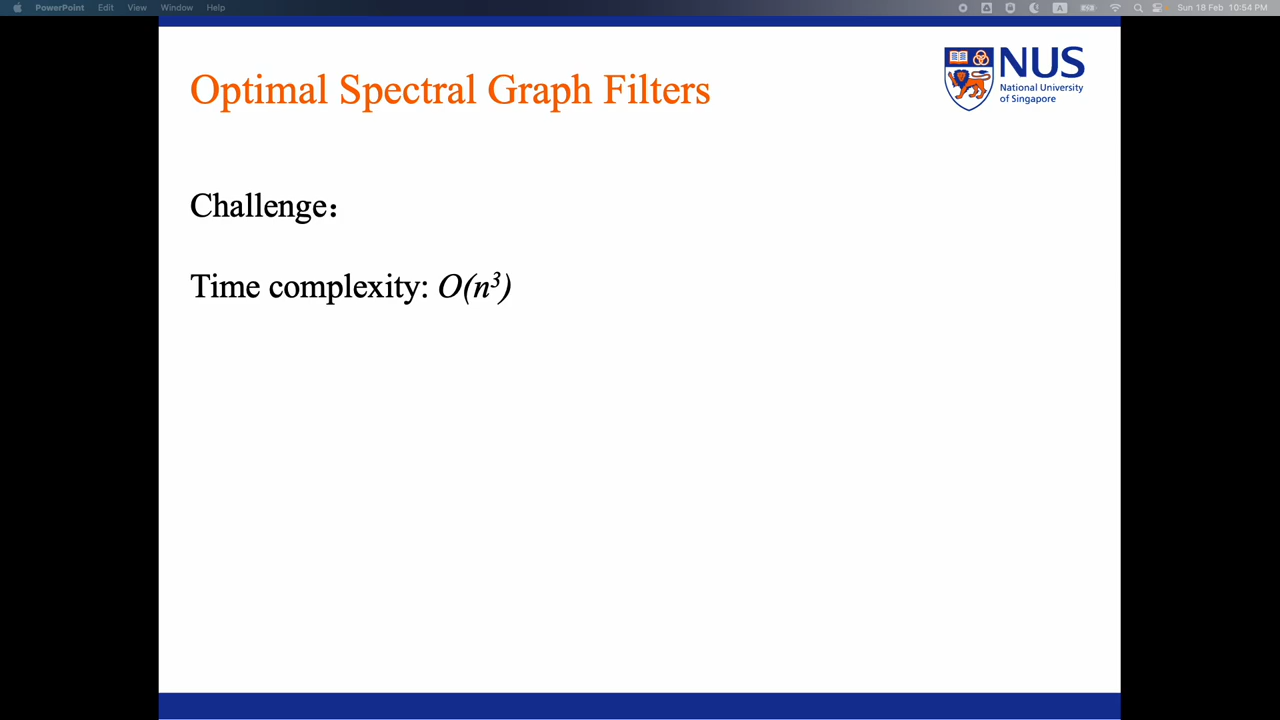 PowerPoint Edit View Window Help
A Sun 18 Feb 10:54 PM
Optimal Spectral Graph Filters
NUS
National University
of Singapore
Challenge：
Time complexity: O(n³)